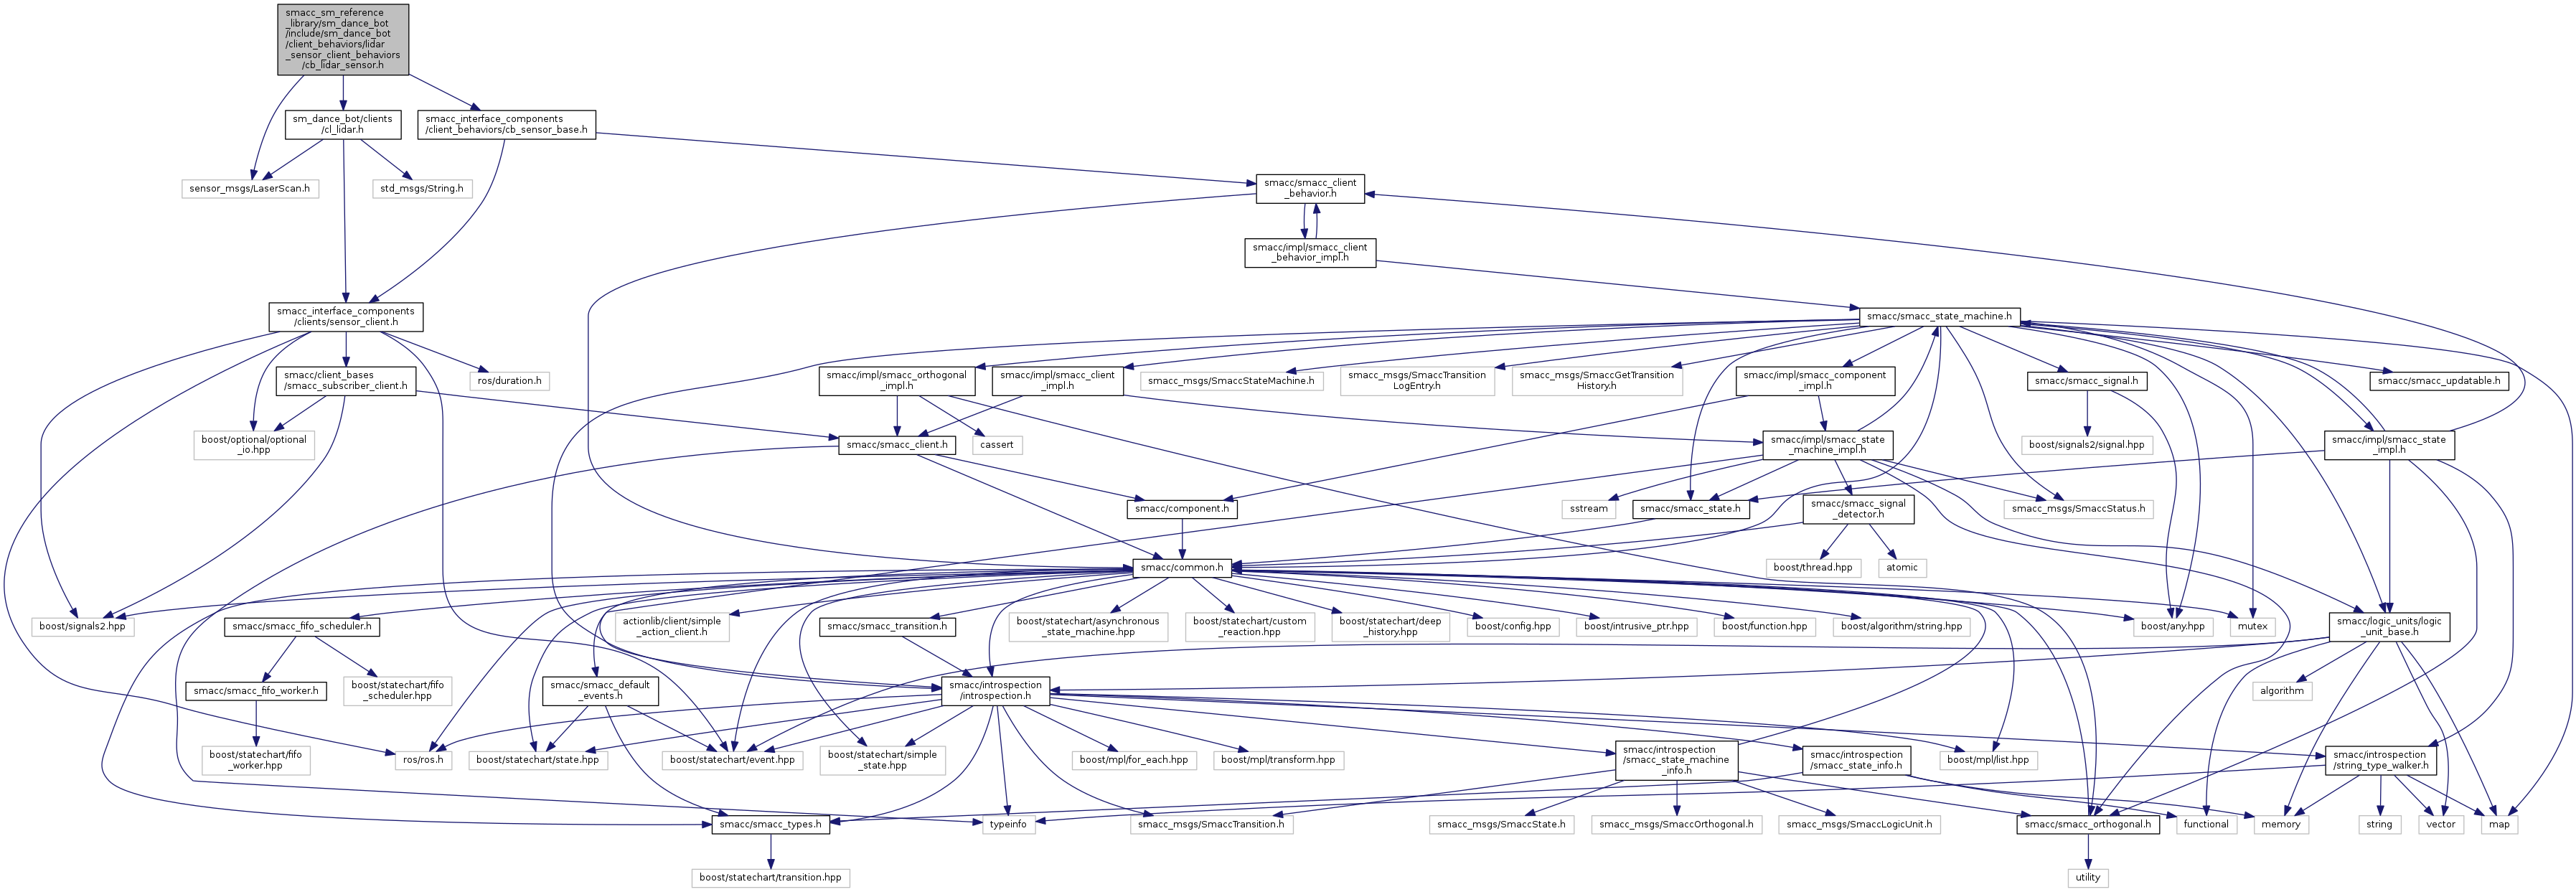 smacc_sm_reference
_library/sm_dance_bot
/include/sm_dance_bot
/client_behaviors/lidar
_sensor_client_behaviors
/cb_lidar_sensor.h
sm_dance_bot/clients
/cl_lidar.h
smacc_interface_components
/client_behaviors/cb_sensor_base.h
sensor_msgs/LaserScan.h
std_msgs/String.h
smacc/smacc_client
_behavior.h
smacc/impl/smacc_client
_behavior_impl.h
smacc_interface_components
/clients/sensor_client.h
smacc/smacc_state_machine.h
smacc/client_bases
/smacc_subscriber_client.h
ros/duration.h
smacc/impl/smacc_orthogonal
_impl.h
smacc/impl/smacc_client
_impl.h
smacc_msgs/SmaccStateMachine.h
smacc_msgs/SmaccTransition
LogEntry.h
smacc_msgs/SmaccGetTransition
History.h
smacc/impl/smacc_component
_impl.h
smacc/smacc_signal.h
smacc/smacc_updatable.h
boost/optional/optional
_io.hpp
smacc/smacc_client.h
cassert
smacc/impl/smacc_state
_machine_impl.h
boost/signals2/signal.hpp
smacc/impl/smacc_state
_impl.h
smacc/component.h
sstream
smacc/smacc_state.h
smacc/smacc_signal
_detector.h
smacc_msgs/SmaccStatus.h
smacc/common.h
boost/thread.hpp
atomic
boost/signals2.hpp
smacc/smacc_fifo_scheduler.h
actionlib/client/simple
_action_client.h
smacc/smacc_transition.h
boost/statechart/asynchronous
_state_machine.hpp
boost/statechart/custom
_reaction.hpp
boost/statechart/deep
_history.hpp
boost/config.hpp
boost/intrusive_ptr.hpp
boost/function.hpp
boost/algorithm/string.hpp
boost/any.hpp
mutex
smacc/logic_units/logic
_unit_base.h
smacc/smacc_fifo_worker.h
boost/statechart/fifo
_scheduler.hpp
smacc/smacc_default
_events.h
smacc/introspection
/introspection.h
algorithm
boost/statechart/fifo
_worker.hpp
ros/ros.h
boost/statechart/state.hpp
boost/statechart/event.hpp
boost/statechart/simple
_state.hpp
boost/mpl/for_each.hpp
boost/mpl/transform.hpp
smacc/introspection
/smacc_state_machine
_info.h
smacc/introspection
/smacc_state_info.h
boost/mpl/list.hpp
smacc/introspection
/string_type_walker.h
smacc/smacc_types.h
typeinfo
smacc_msgs/SmaccTransition.h
smacc_msgs/SmaccState.h
smacc_msgs/SmaccOrthogonal.h
smacc_msgs/SmaccLogicUnit.h
smacc/smacc_orthogonal.h
functional
memory
string
vector
map
boost/statechart/transition.hpp
utility